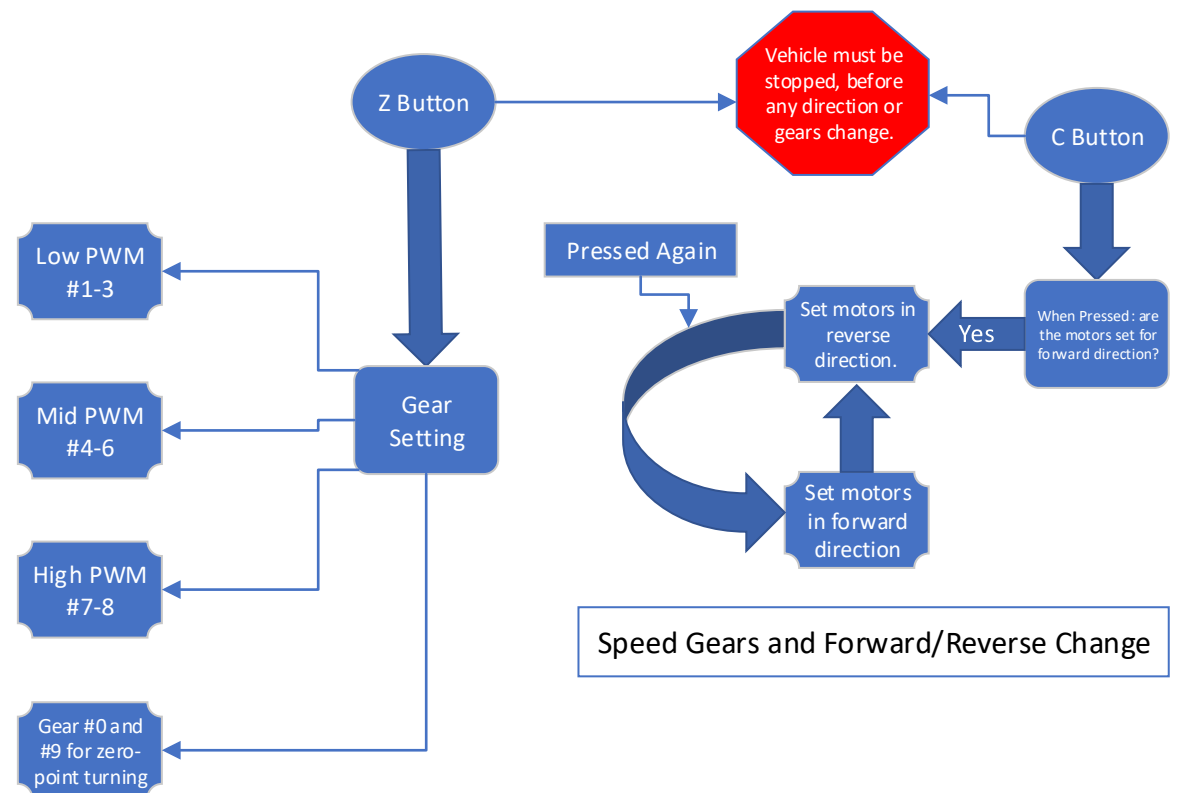 Z Button
Vehicle must be
stopped, before
any direction or
gears change.
C Button
Low PWM
#1-3
Pressed Again
Set motors in
reverse
direction.
Yes
When Pressed: are
the motors set for
forward direction?
Mid PWM
#4-6
Gear
Setting
Set motors
in forward
direction
High PWM
#7-8
Speed Gears and Forward/Reverse Change
Gear #0 and
#9 for zero-
point turning